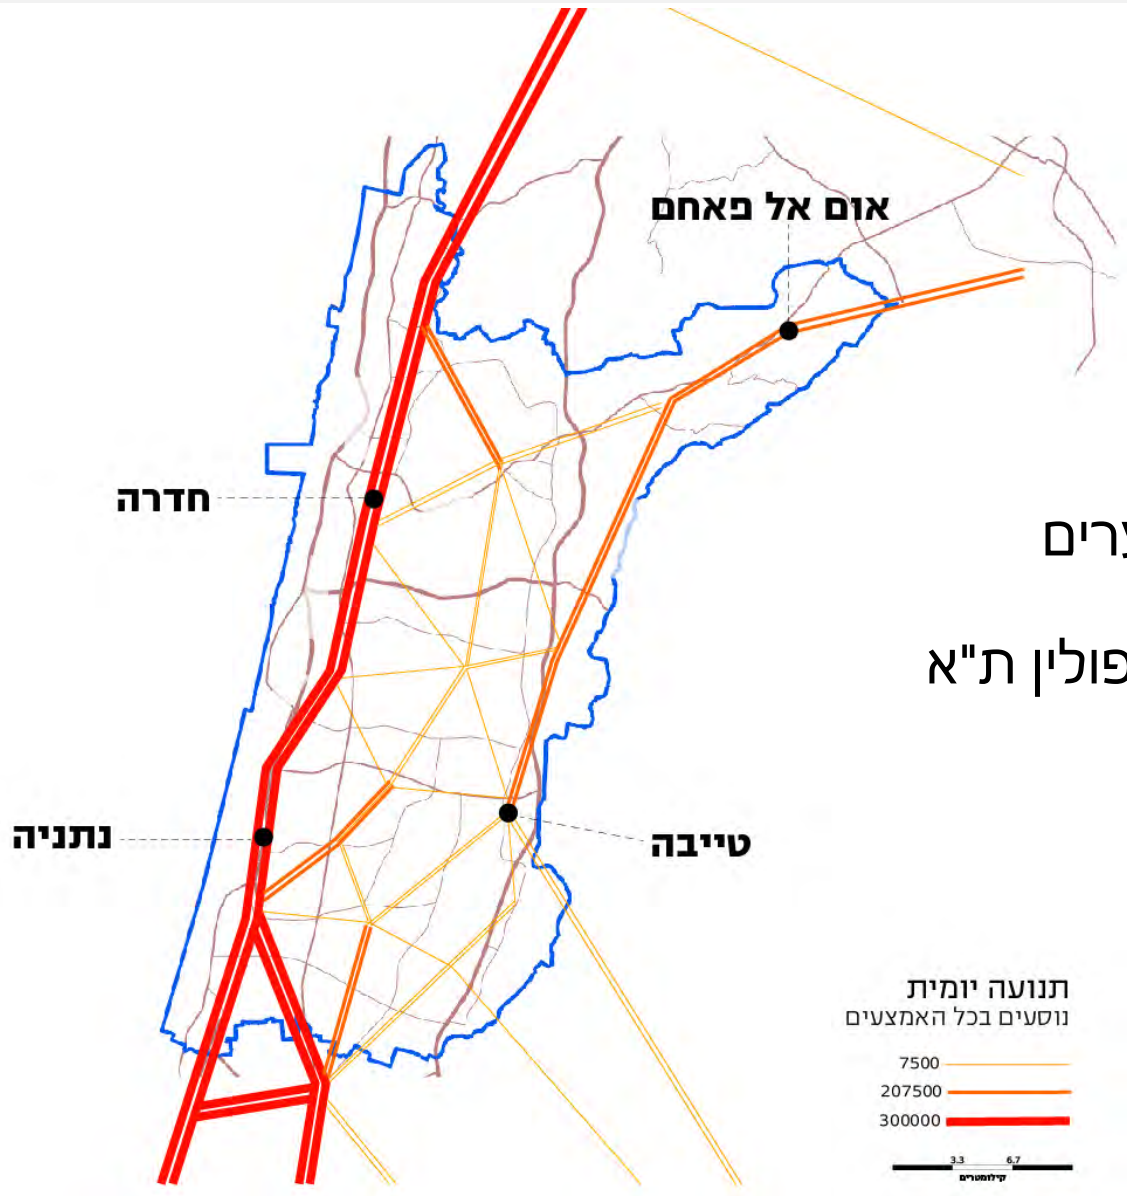 אום אל פאחם
חדרה
פולין ת"א
נתניה
טייבה
תנועה יומית
נוסעים בכל האמצעים
7500
207500
300000
3.3 6.7
קילומטרים